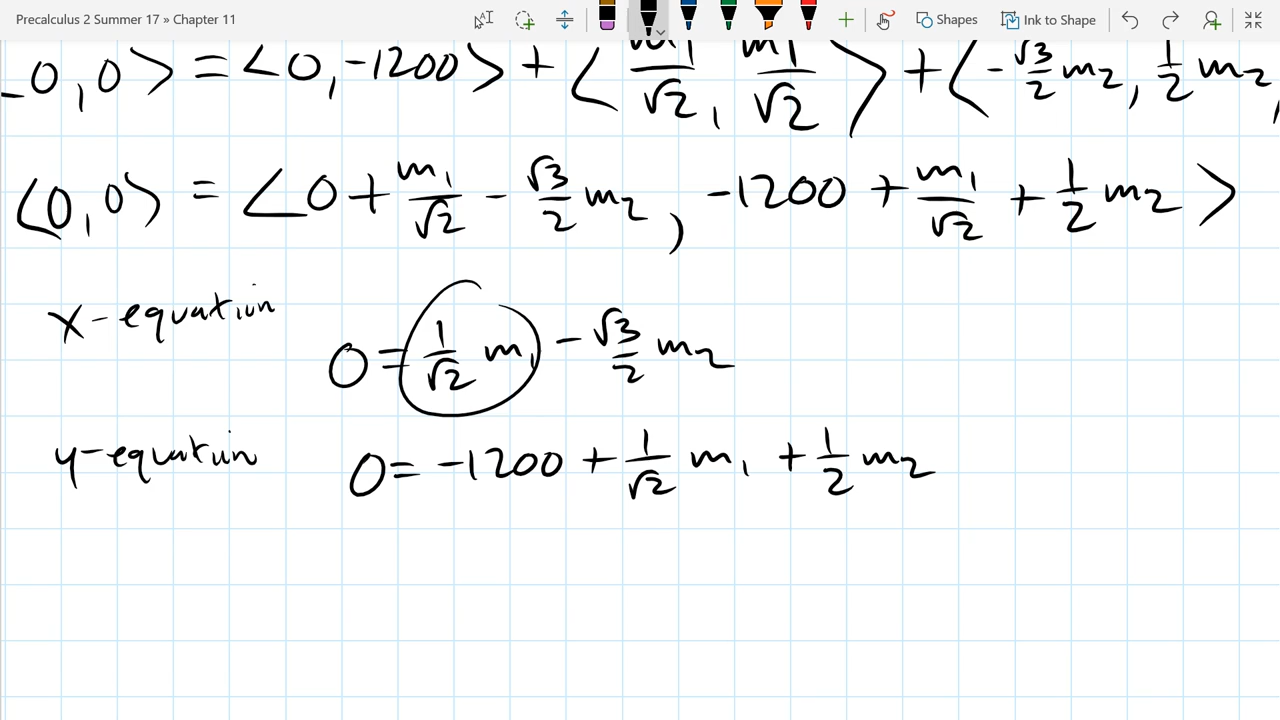 Precalculus 2 Summer 17 » Chapter 11
Shapes
Ink to Shape
<0,0> = <0,-1200> + <m₁/√2, m₁/√2> + <-√3/2 m₂, 1/2 m₂,
<0,0> = <0 + m₁/√2 - √3/2 m₂, -1200 + m₁/√2 + 1/2 m₂>
x-equation
0 = 1/√2 m₁ - √3/2 m₂
y-equation
0 = -1200 + 1/√2 m₁ + 1/2 m₂